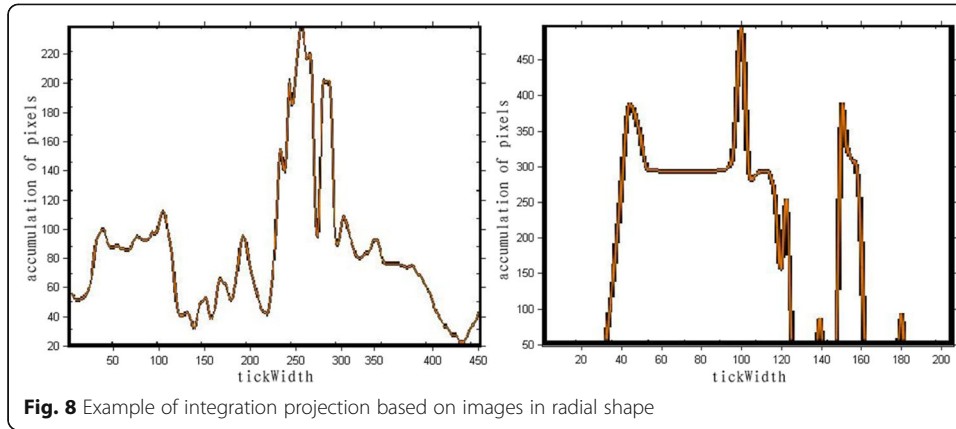 220
200
180
160
140
120
100
80
60
40
20
accumulation of pixels
50 100 150 200 250 300 350 400 450
tickWidth
450
400
350
300
250
200
150
100
50
accumulation of pixels
20 40 60 80 100 120 140 160 180 200
tickWidth
Fig. 8 Example of integration projection based on images in radial shape